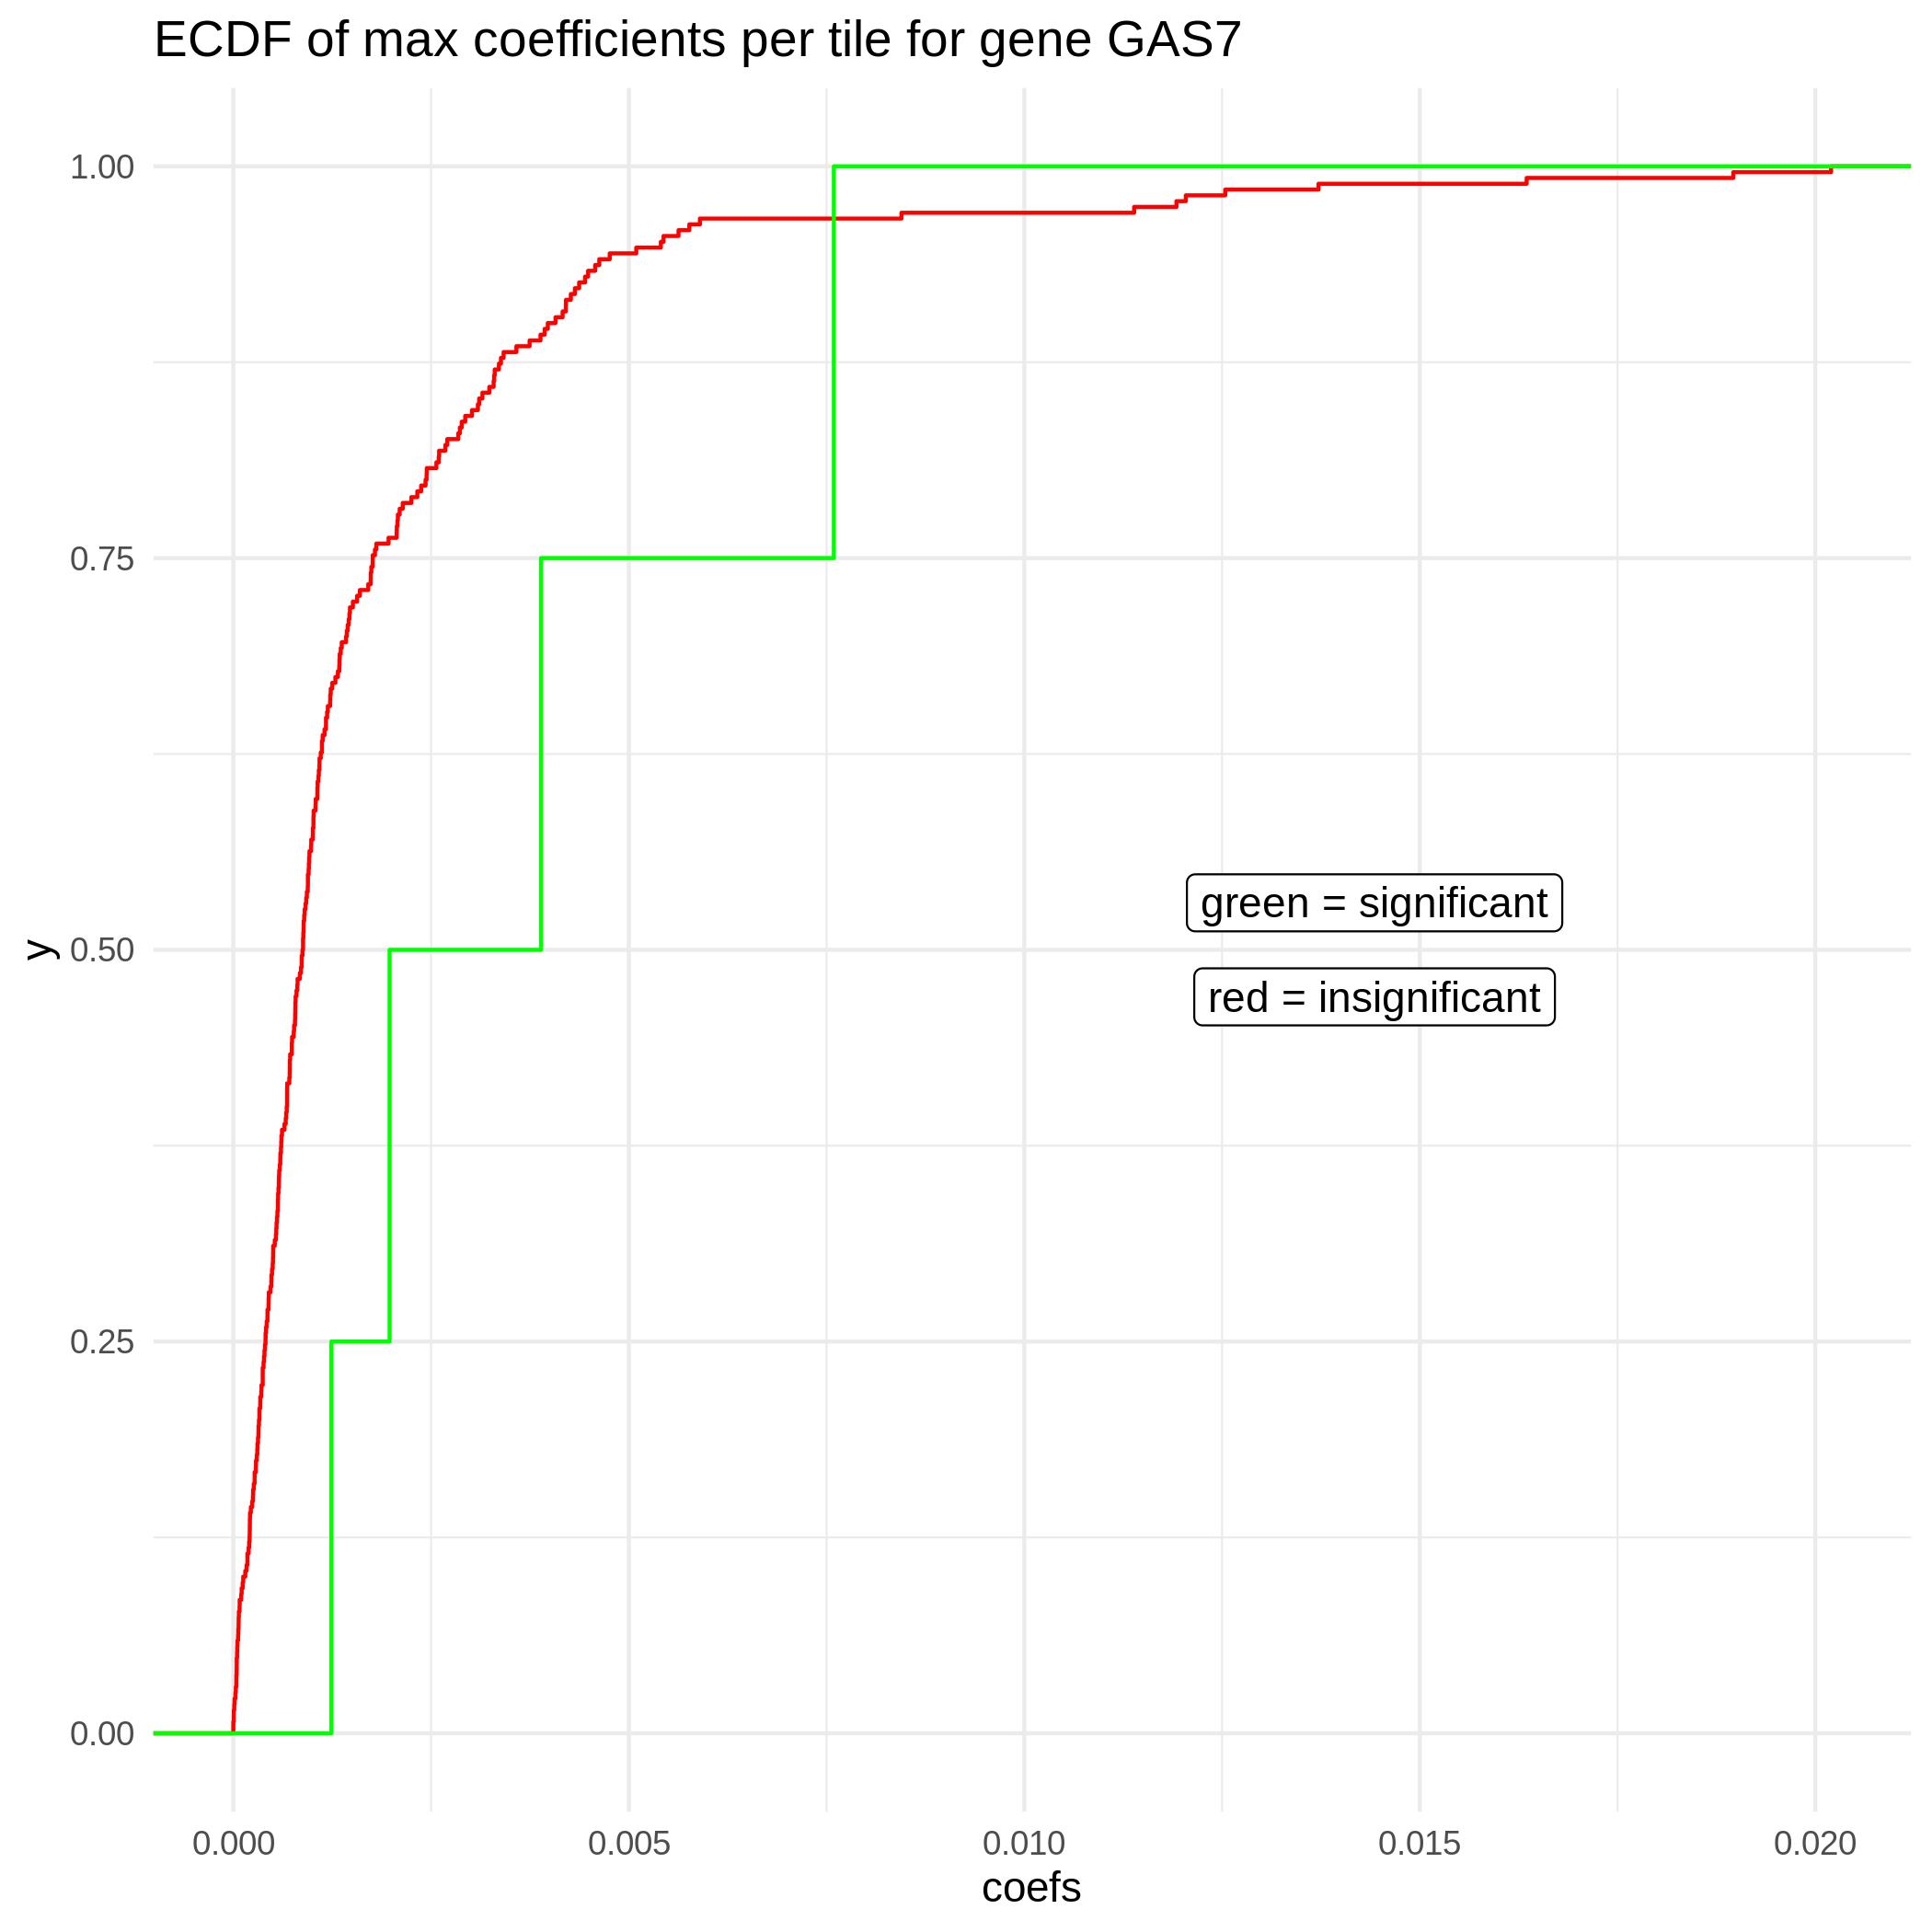 ECDF of max coefficients per tile for gene GAS7
1.00
0.75
0.50
0.25
0.00
y
green = significant
red = insignificant
0.000 0.005 0.010 0.015 0.020
coefs